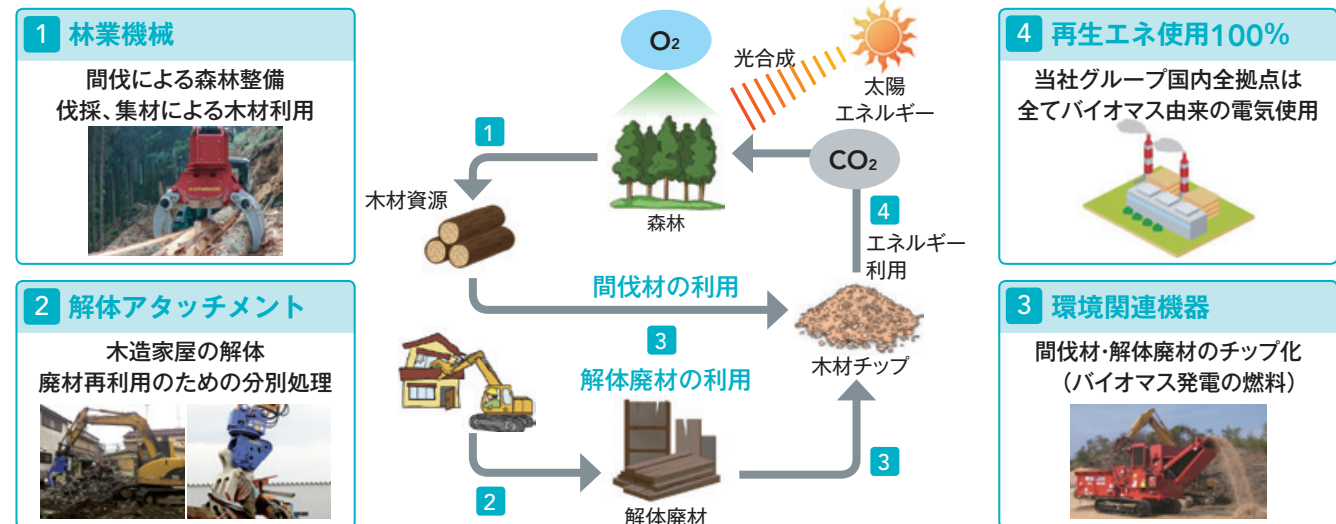 1 林業機械
間伐による森林整備
伐採、集材による木材利用
2 解体アタッチメント
木造家屋の解体
廃材再利用のための分別処理
O₂
光合成
太陽
エネルギー
CO₂
1
森林
木材資源
4
エネルギー
利用
間伐材の利用
3
解体廃材の利用
木材チップ
2
3
解体廃材
4 再生エネ使用100%
当社グループ国内全拠点は
全てバイオマス由来の電気使用
3 環境関連機器
間伐材・解体廃材のチップ化
（バイオマス発電の燃料）